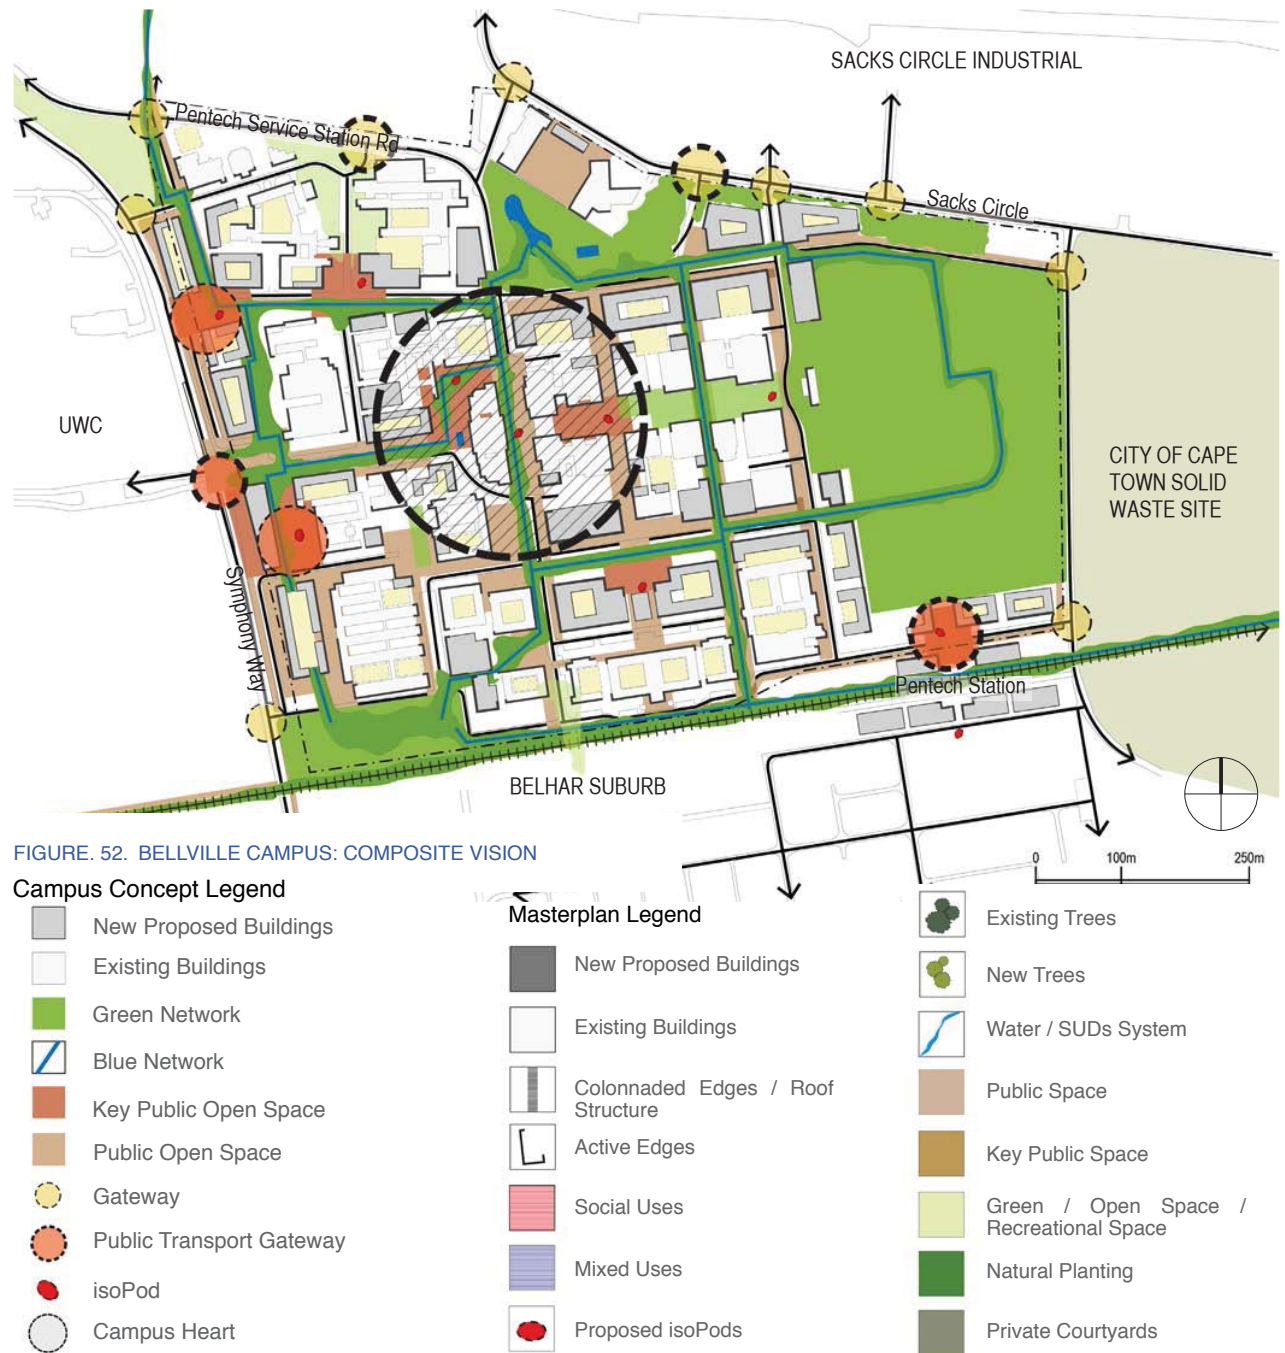 SACKS CIRCLE INDUSTRIAL
Pentech Service Station Rd
Sacks Circle
UWC
CITY OF CAPE
TOWN SOLID
WASTE SITE
Symphony Way
Pentech Station
BELHAR SUBURB
FIGURE. 52. BELLVILLE CAMPUS: COMPOSITE VISION
0 100m 250m
Campus Concept Legend
New Proposed Buildings
Existing Buildings
Green Network
Blue Network
Key Public Open Space
Public Open Space
Gateway
Public Transport Gateway
isoPod
Campus Heart
Masterplan Legend
New Proposed Buildings
Existing Buildings
Colonnaded Edges / Roof
Structure
Active Edges
Social Uses
Mixed Uses
Proposed isoPods
Existing Trees
New Trees
Water / SUDs System
Public Space
Key Public Space
Green / Open Space /
Recreational Space
Natural Planting
Private Courtyards